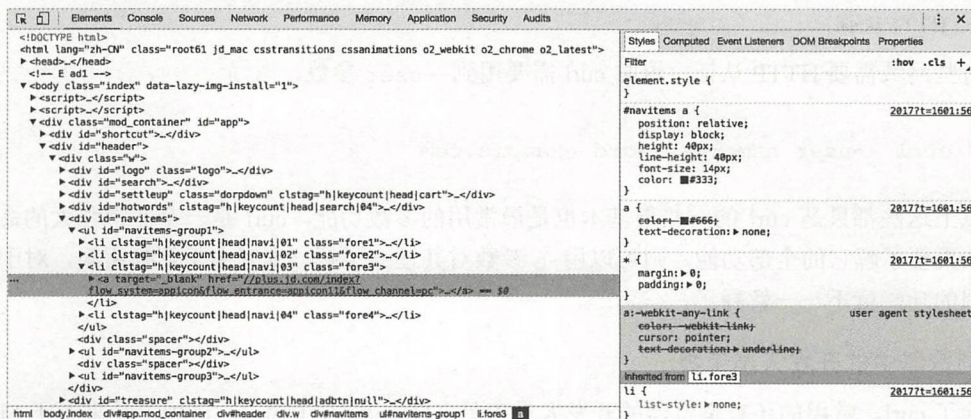 Elements Console Sources Network Performance Memory Application Security Audits
<!DOCTYPE html>
<html lang="zh-CN" class="root61 jd_mac csstransitions cssanimations o2_webkit o2_chrome o2_latest">
▶<head>…</head>
<!-- E ad1 -->
▼<body class="index" data-lazy-img-install="1">
▶<script>…</script>
▶<script>…</script>
▼<div class="mod_container" id="app">
▶<div id="shortcut">…</div>
▼<div id="header">
▼<div class="w">
▶<div id="logo" class="logo">…</div>
▶<div id="search">…</div>
▶<div id="settleup" class="dorpdown" clstag="h|keycount|head|cart">…</div>
▶<div id="hotwords" clstag="h|keycount|head|search|04">…</div>
▼<div id="navitems">
▼<ul id="navitems-group1">
▶<li clstag="h|keycount|head|navi|01" class="fore1">…</li>
▶<li clstag="h|keycount|head|navi|02" class="fore2">…</li>
▼<li clstag="h|keycount|head|navi|03" class="fore3">
… ▶<a target="_blank" href="//plus.jd.com/index?
flow_system=appicon&flow_entrance=appicon11&flow_channel=pc">…</a> == $0
</li>
▶<li clstag="h|keycount|head|navi|04" class="fore4">…</li>
</ul>
<div class="spacer"></div>
▶<ul id="navitems-group2">…</ul>
<div class="spacer"></div>
▶<ul id="navitems-group3">…</ul>
</div>
▶<div id="treasure" clstag="h|keycount|head|adbtn|null">…</div>
html body.index div#app.mod_container div#header div.w div#navitems ul#navitems-group1 li.fore3 a
Styles Computed Event Listeners DOM Breakpoints Properties
Filter :hov .cls +
element.style {
}
#navitems a { 2017?t=1601:56
position: relative;
display: block;
height: 40px;
line-height: 40px;
font-size: 14px;
color: #333;
}
a { 2017?t=1601:56
color: #666;
text-decoration:▶none;
}
* { 2017?t=1601:56
margin:▶0;
padding:▶0;
}
a:-webkit-any-link { user agent stylesheet
color: -webkit-link;
cursor: pointer;
text-decoration:▶underline;
}
Inherited from li.fore3
li { 2017?t=1601:56
list-style:▶none;
}